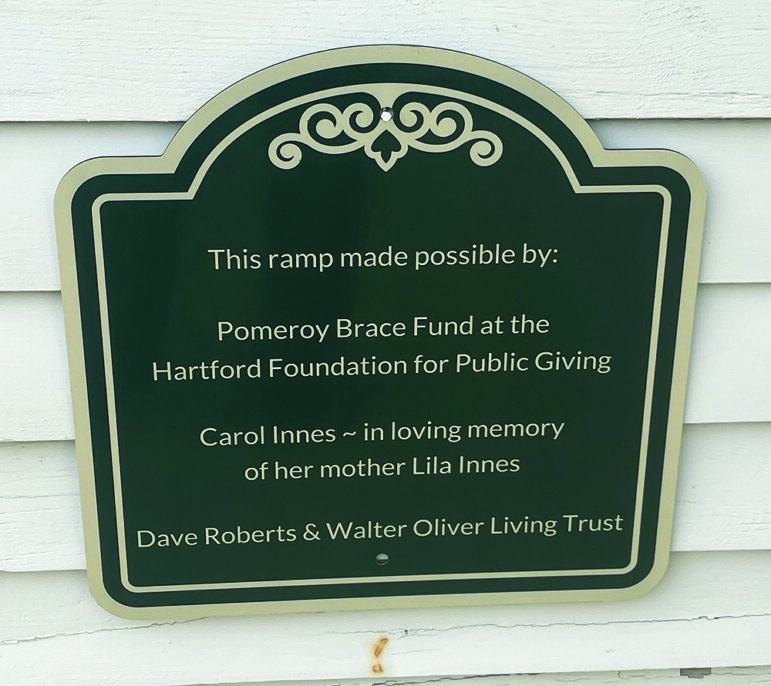 This ramp made possible by:
Pomeroy Brace Fund at the
Hartford Foundation for Public Giving
Carol Innes ~ in loving memory
of her mother Lila Innes
Dave Roberts & Walter Oliver Living Trust